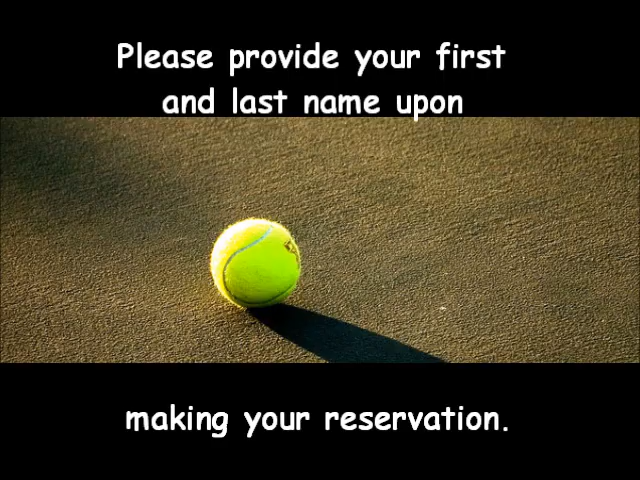 Please provide your first
and last name upon
making your reservation.